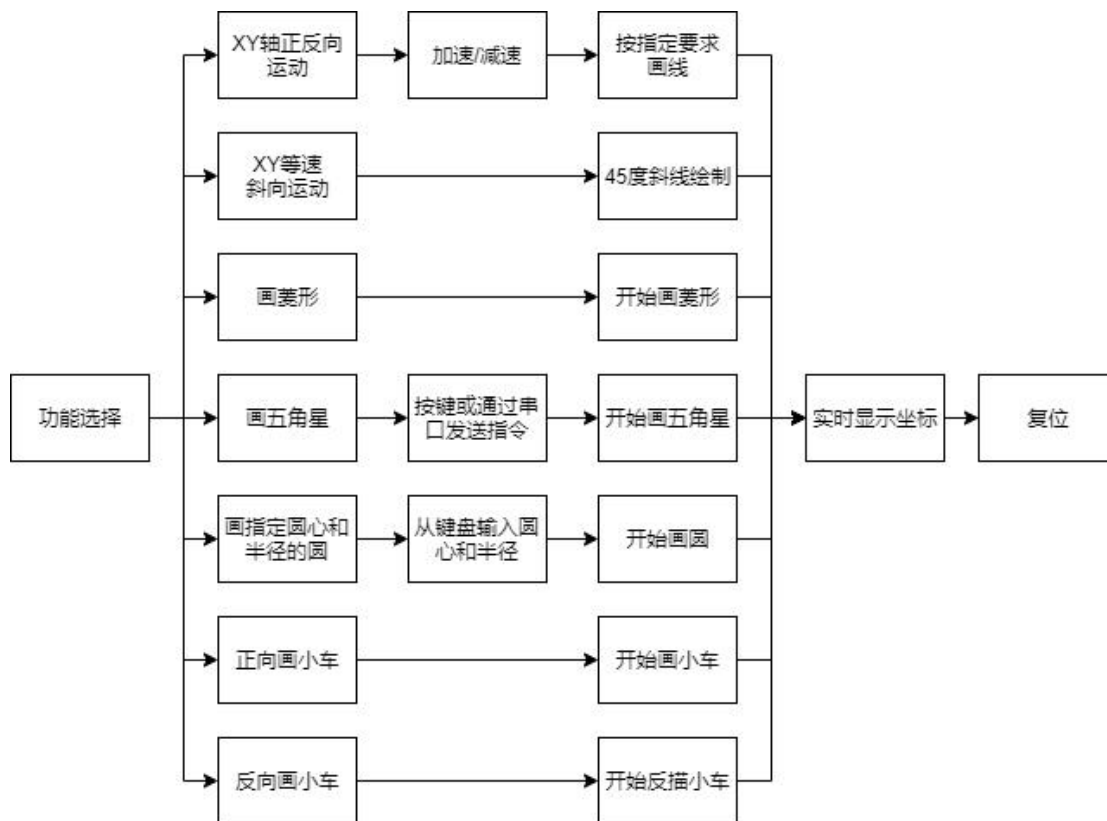 XY轴正反向
运动
加速/减速
按指定要求
画线
XY等速
斜向运动
45度斜线绘制
画菱形
开始画菱形
功能选择
画五角星
按键或通过串
口发送指令
开始画五角星
实时显示坐标
复位
画指定圆心和
半径的圆
从键盘输入圆
心和半径
开始画圆
正向画小车
开始画小车
反向画小车
开始反描小车